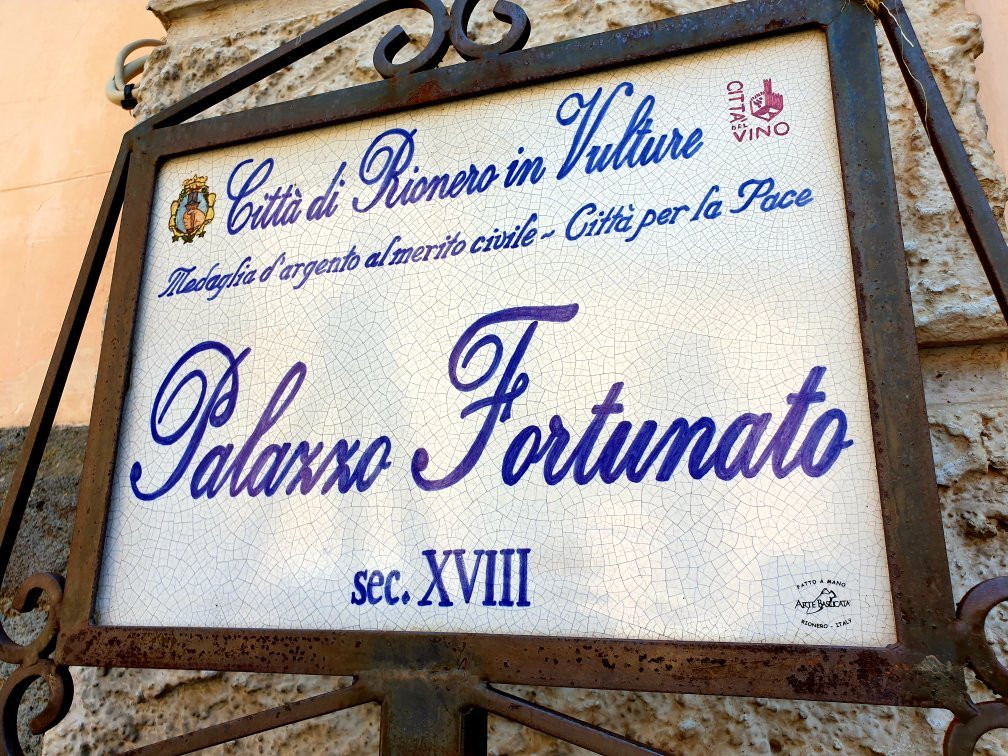 Città di Rionero in Vulture
CITTA
DEL
VINO
Medaglia d'argento al merito civile ~ Città per la Pace
Palazzo Fortunato
sec. XVIII
FATTO A MANO
ARTE BASILICATA
RIONERO - ITALY